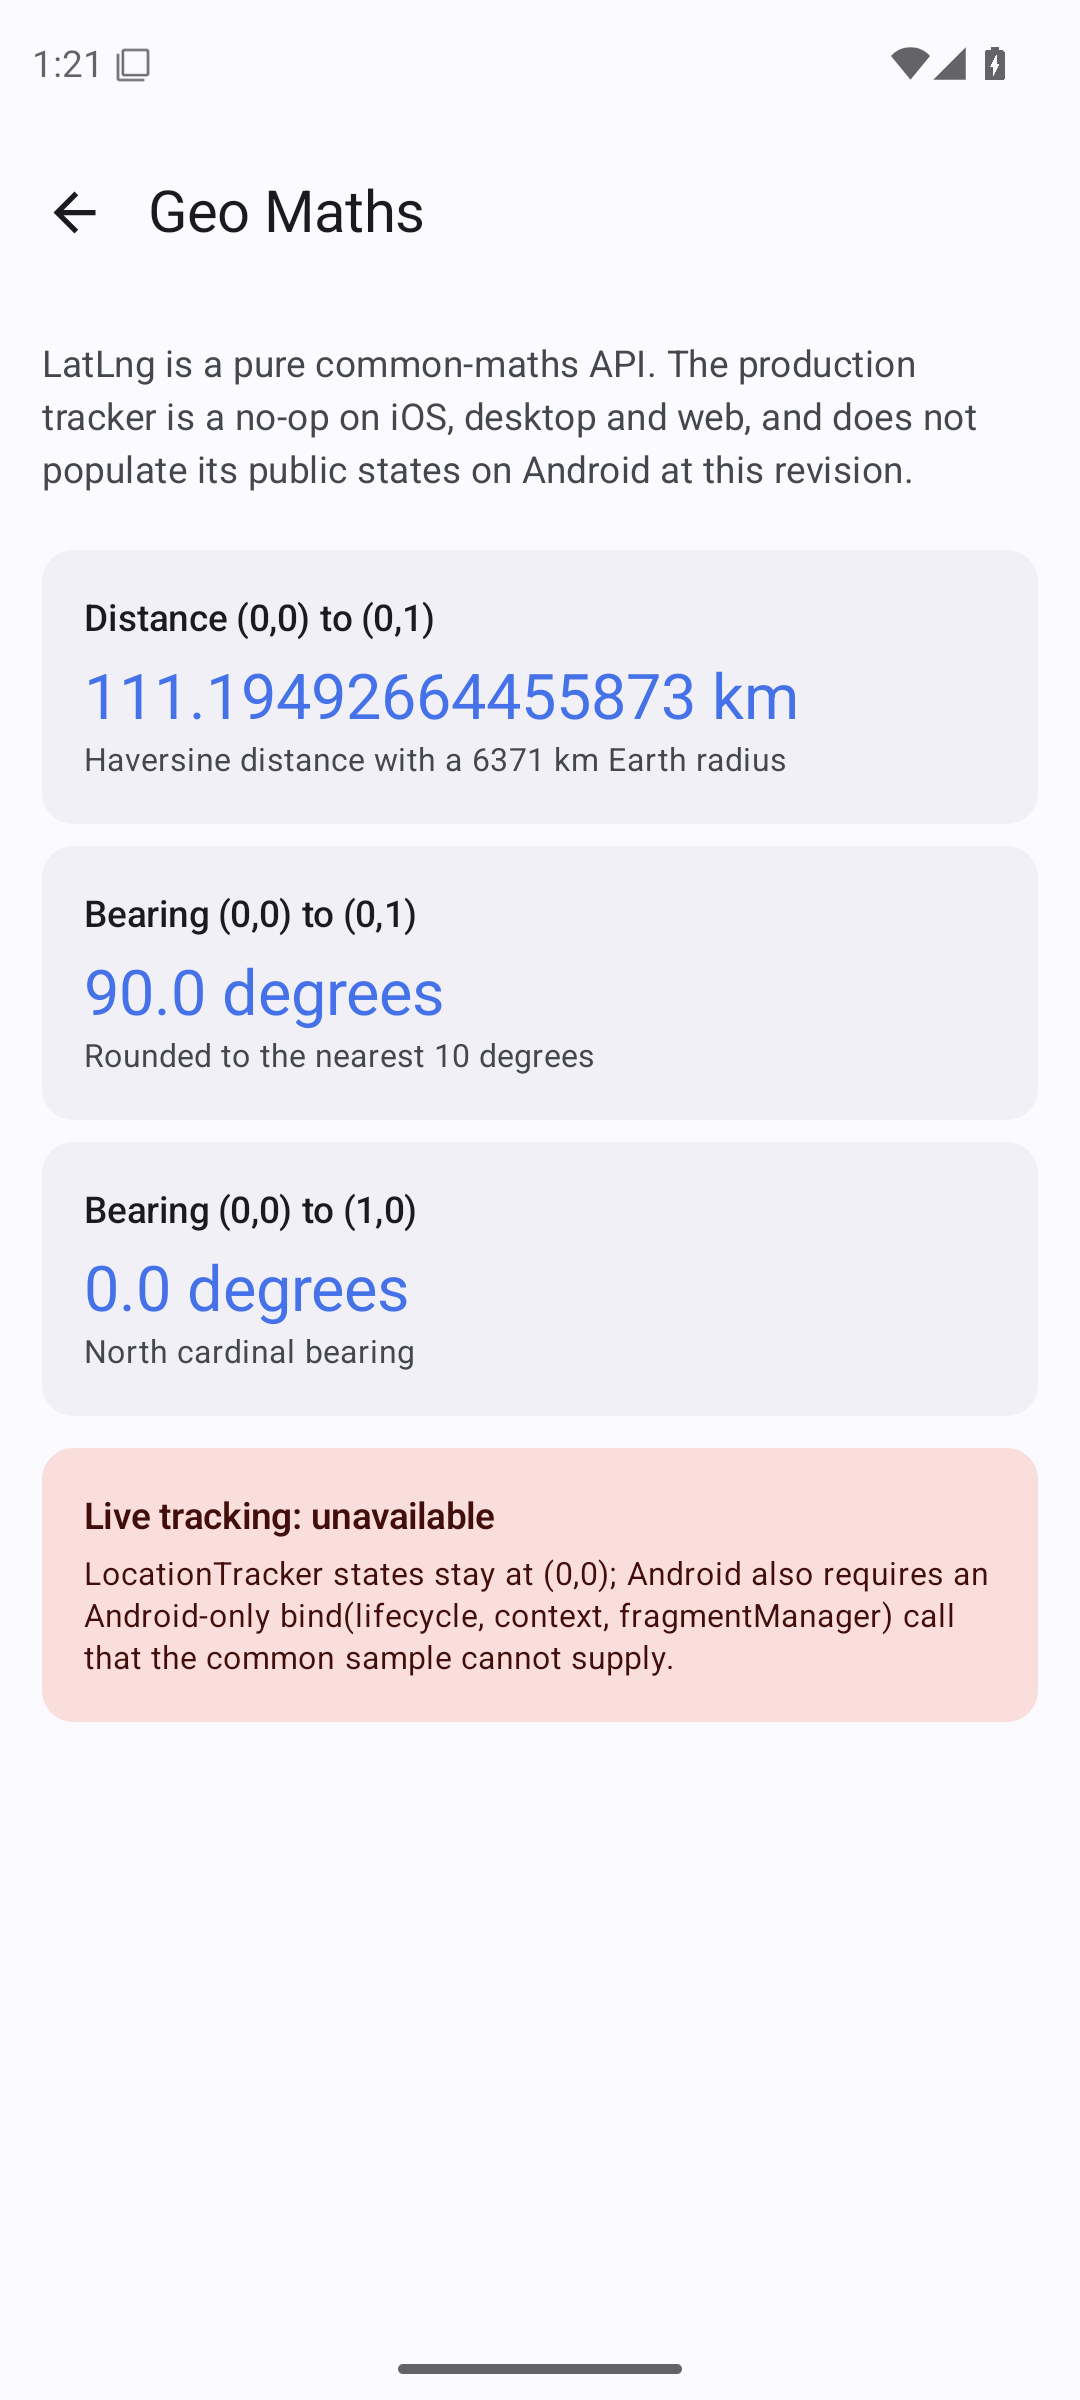 1:21
Geo Maths
LatLng is a pure common-maths API. The production
tracker is a no-op on iOS, desktop and web, and does not
populate its public states on Android at this revision.
Distance (0,0) to (0,1)
111.19492664455873 km
Haversine distance with a 6371 km Earth radius
Bearing (0,0) to (0,1)
90.0 degrees
Rounded to the nearest 10 degrees
Bearing (0,0) to (1,0)
0.0 degrees
North cardinal bearing
Live tracking: unavailable
LocationTracker states stay at (0,0); Android also requires an
Android-only bind(lifecycle, context, fragmentManager) call
that the common sample cannot supply.